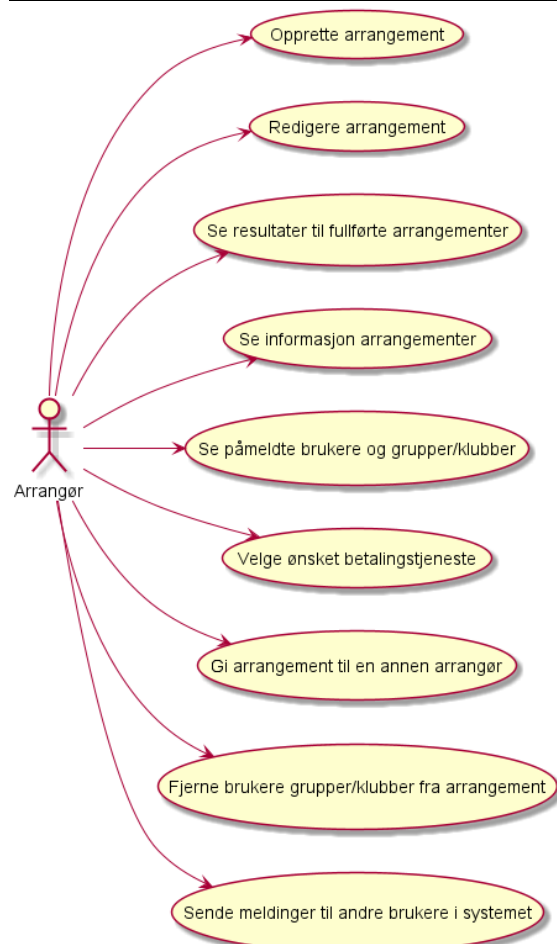 Opprette arrangement
Redigere arrangement
Se resultater til fullførte arrangementer
Se informasjon arrangementer
Se påmeldte brukere og grupper/klubber
Arrangør
Velge ønsket betalingstjeneste
Gi arrangement til en annen arrangør
Fjerne brukere grupper/klubber fra arrangement
Sende meldinger til andre brukere i systemet